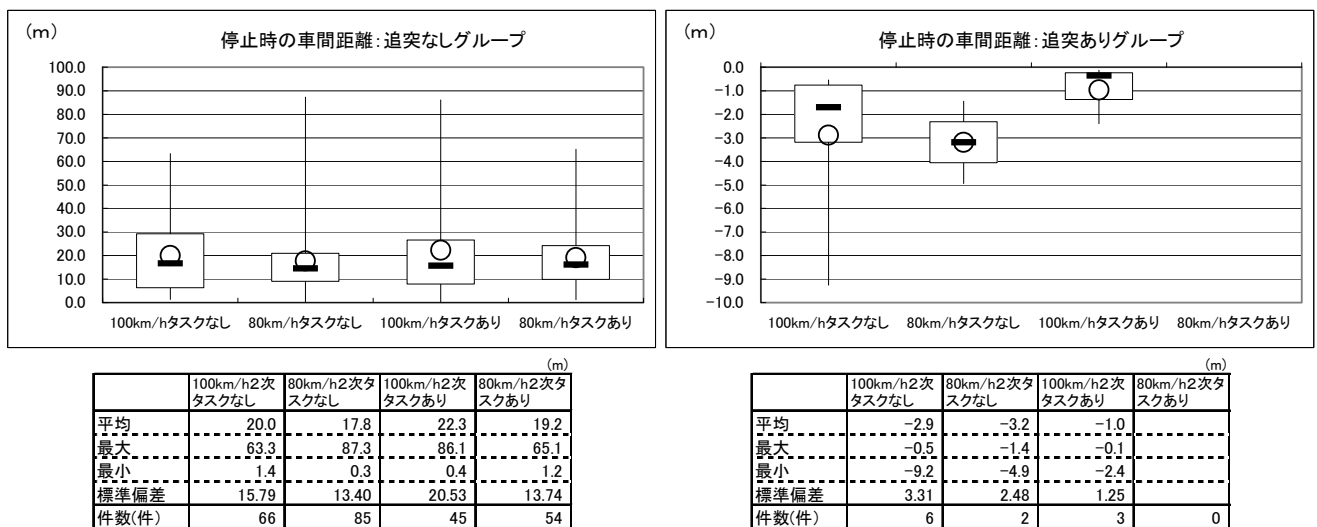 （m）
停止時の車間距離：追突なしグループ
100.0
90.0
80.0
70.0
60.0
50.0
40.0
30.0
20.0
10.0
0.0
100km/hタスクなし 80km/hタスクなし 100km/hタスクあり 80km/hタスクあり
(m)
100km/h2次タスクなし 80km/h2次タスクなし 100km/h2次タスクあり 80km/h2次タスクあり
平均 20.0 17.8 22.3 19.2
最大 63.3 87.3 86.1 65.1
最小 1.4 0.3 0.4 1.2
標準偏差 15.79 13.40 20.53 13.74
件数(件) 66 85 45 54
（m）
停止時の車間距離：追突ありグループ
0.0
-1.0
-2.0
-3.0
-4.0
-5.0
-6.0
-7.0
-8.0
-9.0
-10.0
100km/hタスクなし 80km/hタスクなし 100km/hタスクあり 80km/hタスクあり
(m)
100km/h2次タスクなし 80km/h2次タスクなし 100km/h2次タスクあり 80km/h2次タスクあり
平均 -2.9 -3.2 -1.0
最大 -0.5 -1.4 -0.1
最小 -9.2 -4.9 -2.4
標準偏差 3.31 2.48 1.25
件数(件) 6 2 3 0